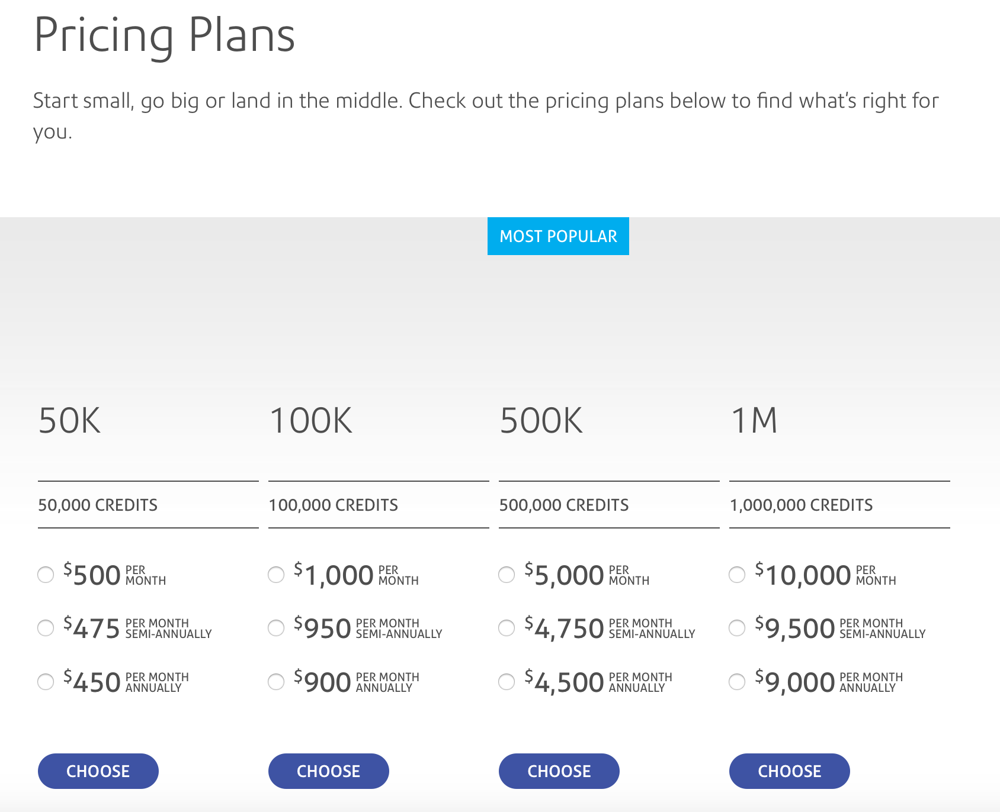 Pricing Plans
Start small, go big or land in the middle. Check out the pricing plans below to find what's right for
you.
MOST POPULAR
50K
50,000 CREDITS
$500 PER
MONTH
$475 PER MONTH
SEMI-ANNUALLY
$450 PER MONTH
ANNUALLY
CHOOSE
100K
100,000 CREDITS
$1,000 PER
MONTH
$950 PER MONTH
SEMI-ANNUALLY
$900 PER MONTH
ANNUALLY
CHOOSE
500K
500,000 CREDITS
$5,000 PER
MONTH
$4,750 PER MONTH
SEMI-ANNUALLY
$4,500 PER MONTH
ANNUALLY
CHOOSE
1M
1,000,000 CREDITS
$10,000 PER
MONTH
$9,500 PER MONTH
SEMI-ANNUALLY
$9,000 PER MONTH
ANNUALLY
CHOOSE